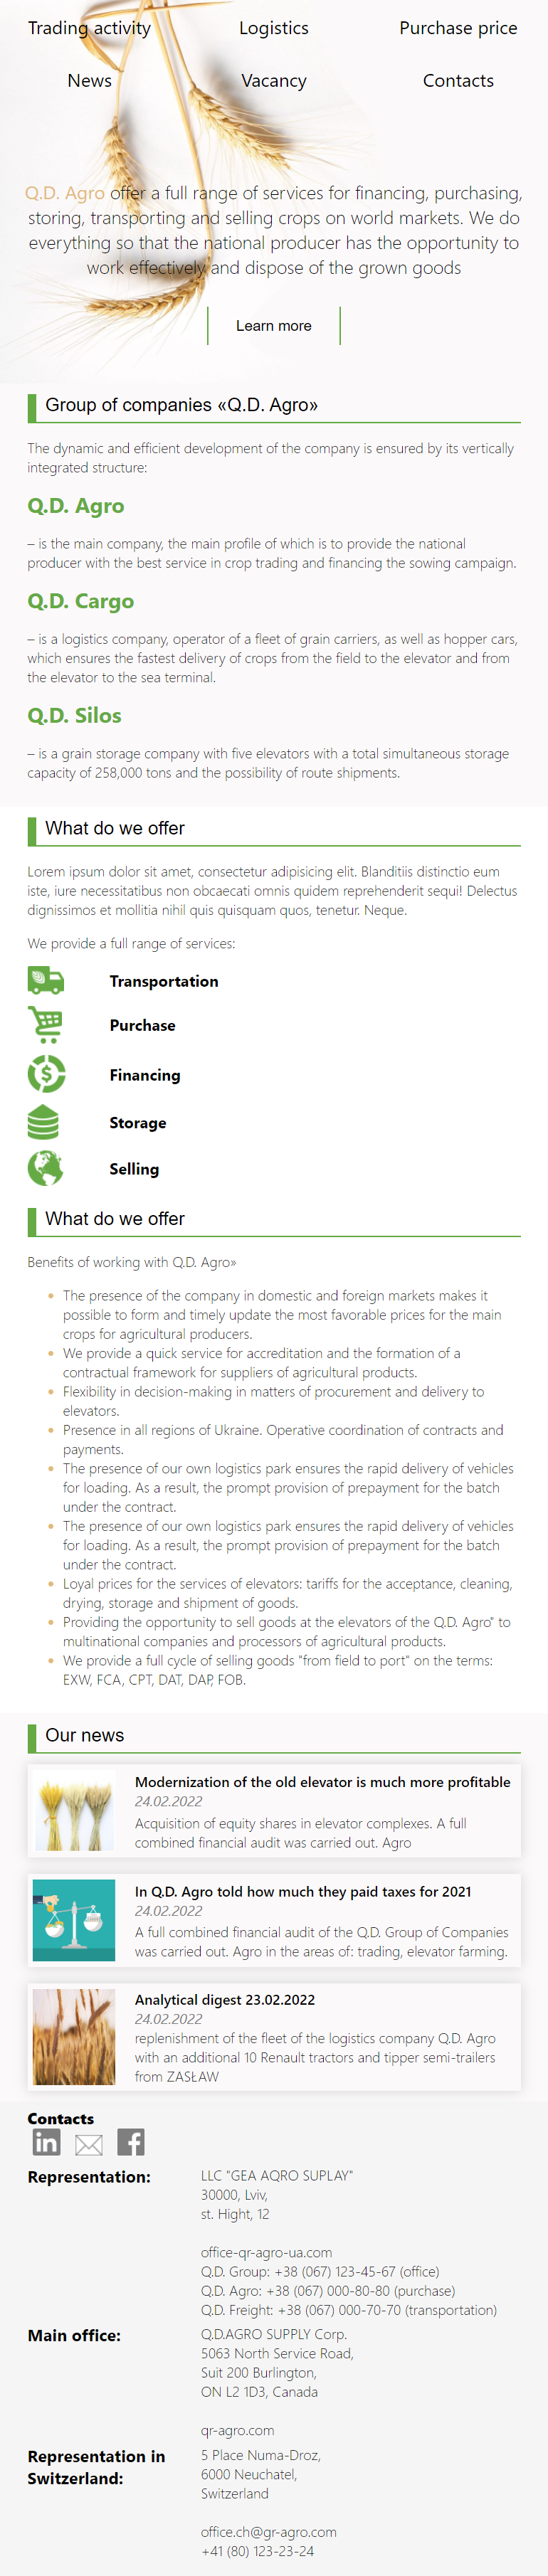 Trading activity
Logistics
Purchase price
News
Vacancy
Contacts
Q.D. Agro offer a full range of services for financing, purchasing,
storing, transporting and selling crops on world markets. We do
everything so that the national producer has the opportunity to
work effectively and dispose of the grown goods
Learn more
Group of companies «Q.D. Agro»
The dynamic and efficient development of the company is ensured by its vertically
integrated structure:
Q.D. Agro
– is the main company, the main profile of which is to provide the national
producer with the best service in crop trading and financing the sowing campaign.
Q.D. Cargo
– is a logistics company, operator of a fleet of grain carriers, as well as hopper cars,
which ensures the fastest delivery of crops from the field to the elevator and from
the elevator to the sea terminal.
Q.D. Silos
– is a grain storage company with five elevators with a total simultaneous storage
capacity of 258,000 tons and the possibility of route shipments.
What do we offer
Lorem ipsum dolor sit amet, consectetur adipisicing elit. Blanditiis distinctio eum
iste, iure necessitatibus non obcaecati omnis quidem reprehenderit sequi! Delectus
dignissimos et mollitia nihil quis quisquam quos, tenetur. Neque.
We provide a full range of services:
Transportation
Purchase
Financing
Storage
Selling
What do we offer
Benefits of working with Q.D. Agro»
The presence of the company in domestic and foreign markets makes it
possible to form and timely update the most favorable prices for the main
crops for agricultural producers.
We provide a quick service for accreditation and the formation of a
contractual framework for suppliers of agricultural products.
Flexibility in decision-making in matters of procurement and delivery to
elevators.
Presence in all regions of Ukraine. Operative coordination of contracts and
payments.
The presence of our own logistics park ensures the rapid delivery of vehicles
for loading. As a result, the prompt provision of prepayment for the batch
under the contract.
The presence of our own logistics park ensures the rapid delivery of vehicles
for loading. As a result, the prompt provision of prepayment for the batch
under the contract.
Loyal prices for the services of elevators: tariffs for the acceptance, cleaning,
drying, storage and shipment of goods.
Providing the opportunity to sell goods at the elevators of the Q.D. Agro" to
multinational companies and processors of agricultural products.
We provide a full cycle of selling goods "from field to port" on the terms:
EXW, FCA, CPT, DAT, DAP, FOB.
Our news
Modernization of the old elevator is much more profitable
24.02.2022
Acquisition of equity shares in elevator complexes. A full
combined financial audit was carried out. Agro
In Q.D. Agro told how much they paid taxes for 2021
24.02.2022
A full combined financial audit of the Q.D. Group of Companies
was carried out. Agro in the areas of: trading, elevator farming.
Analytical digest 23.02.2022
24.02.2022
replenishment of the fleet of the logistics company Q.D. Agro
with an additional 10 Renault tractors and tipper semi-trailers
from ZASŁAW
Contacts
Representation:
LLC "GEA AQRO SUPLAY"
30000, Lviv,
st. Hight, 12
office-qr-agro-ua.com
Q.D. Group: +38 (067) 123-45-67 (office)
Q.D. Agro: +38 (067) 000-80-80 (purchase)
Q.D. Freight: +38 (067) 000-70-70 (transportation)
Main office:
Q.D.AGRO SUPPLY Corp.
5063 North Service Road,
Suit 200 Burlington,
ON L2 1D3, Canada
qr-agro.com
Representation in
Switzerland:
5 Place Numa-Droz,
6000 Neuchatel,
Switzerland
office.ch@gr-agro.com
+41 (80) 123-23-24